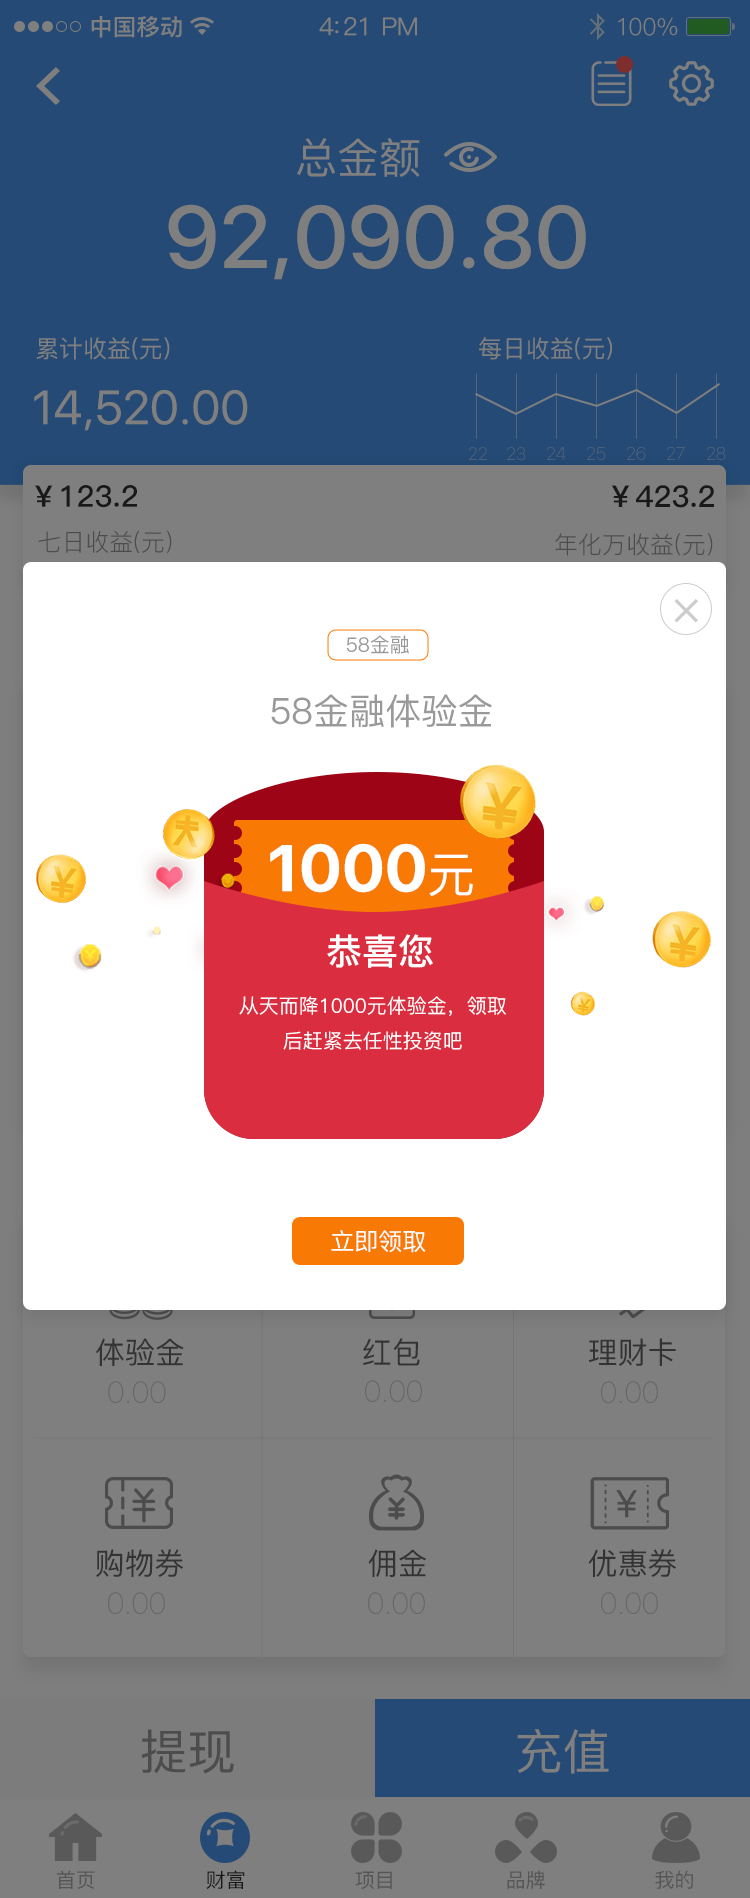 中国移动 4:21 PM 100%
总金额
92,090.80
累计收益(元) 每日收益(元)
14,520.00
22 23 24 25 26 27 28
¥ 123.2 ¥ 423.2
七日收益(元) 年化万收益(元)
58金融
58金融体验金
1000元
恭喜您
从天而降1000元体验金，领取
后赶紧去任性投资吧
立即领取
体验金 红包 理财卡
0.00 0.00 0.00
购物券 佣金 优惠券
0.00 0.00 0.00
提现 充值
首页 财富 项目 品牌 我的